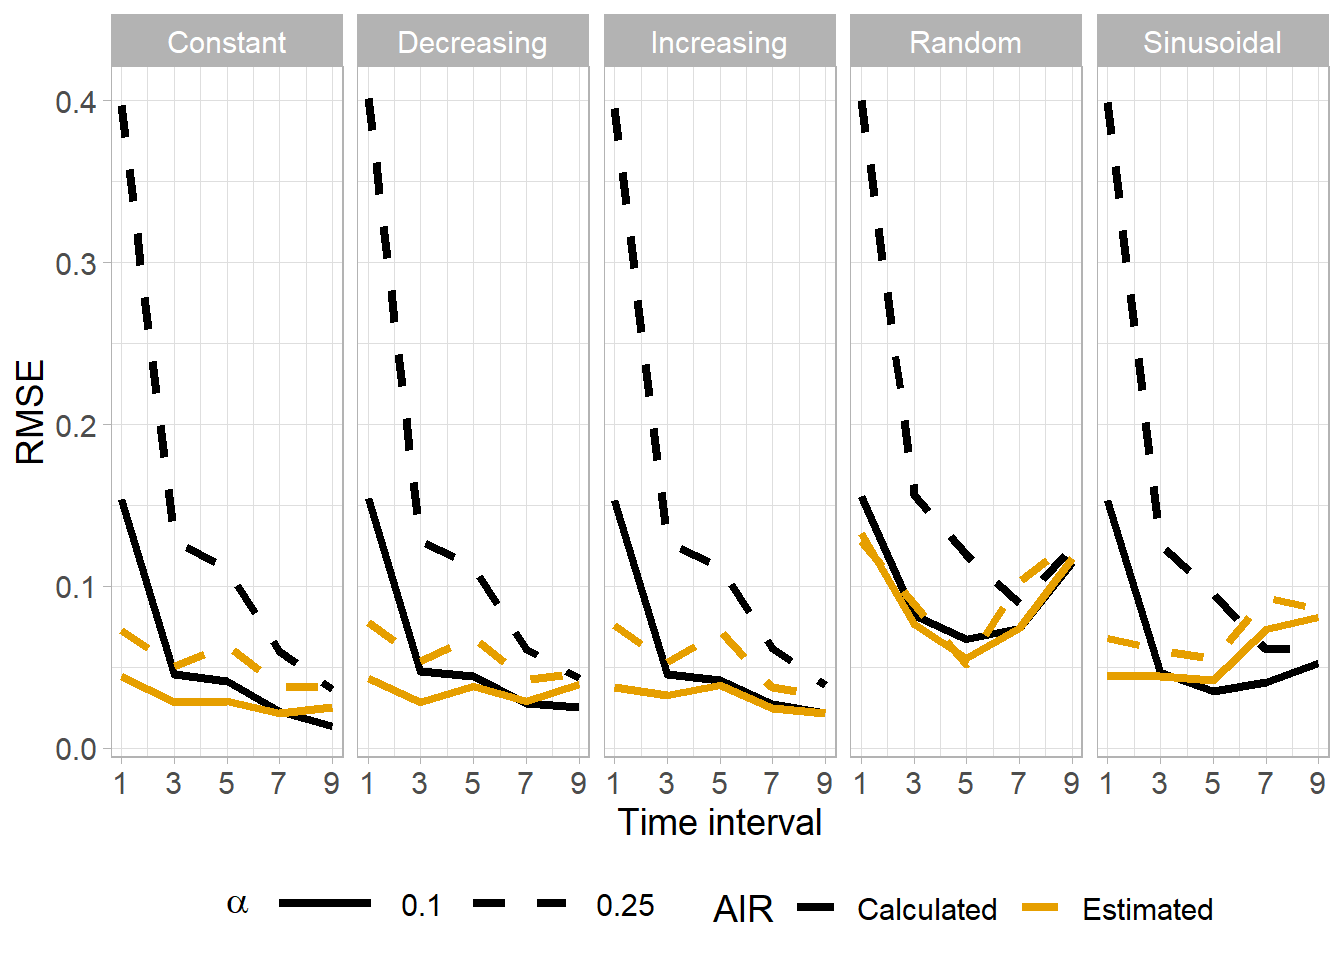 Constant Decreasing Increasing Random Sinusoidal
0.4
0.3
0.2
0.1
0.0
RMSE
1 3 5 7 9 1 3 5 7 9 1 3 5 7 9 1 3 5 7 9 1 3 5 7 9
Time interval
α 0.1 0.25 AIR Calculated Estimated